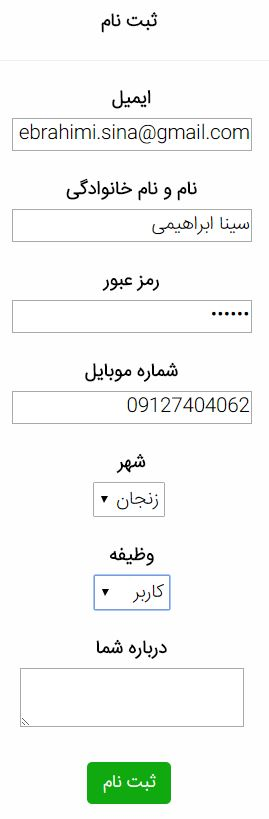 ثبت نام
ایمیل
ebrahimi.sina@gmail.com
نام و نام خانوادگی
سینا ابراهیمی
رمز عبور
••••••
شماره موبایل
09127404062
شهر
زنجان
وظیفه
کاربر
درباره شما
ثبت نام